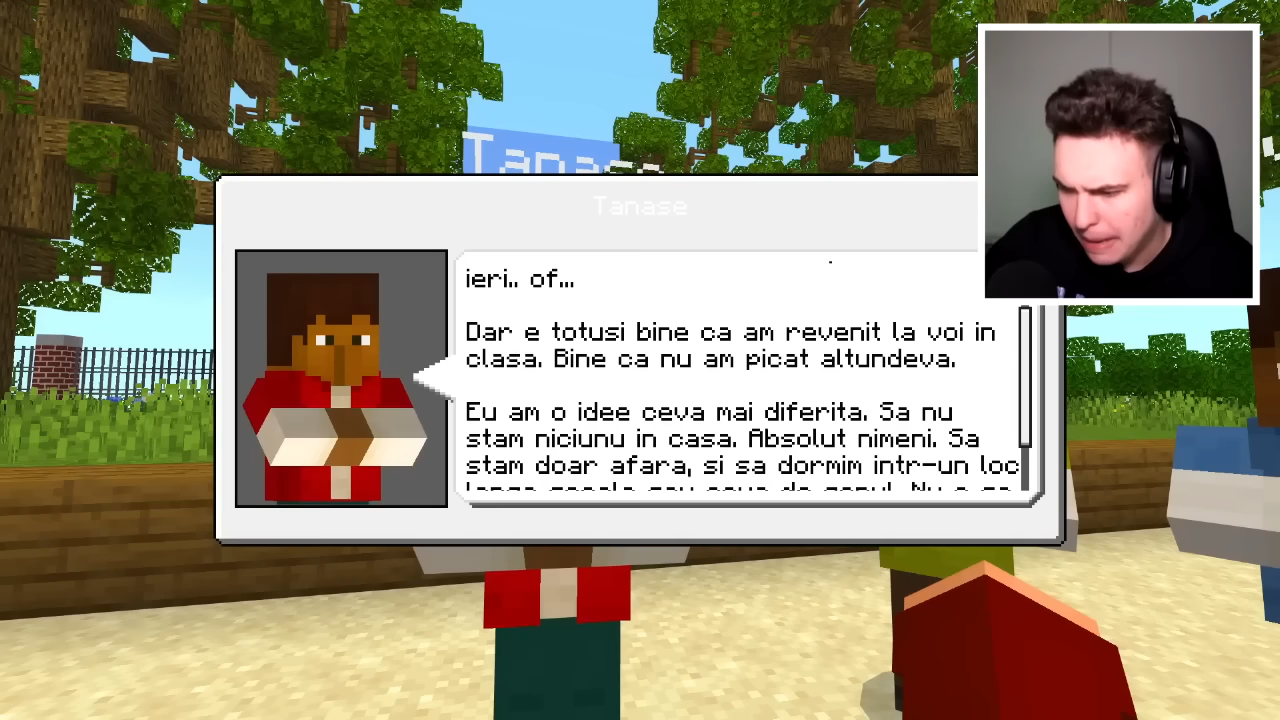 Tanase
ieri.. of...
Dar e totusi bine ca am revenit la voi in
clasa. Bine ca nu am picat altundeva.
Eu am o idee ceva mai diferita. Sa nu
stam niciunu in casa. Absolut nimeni. Sa
stam doar afara, si sa dormim intr-un loc